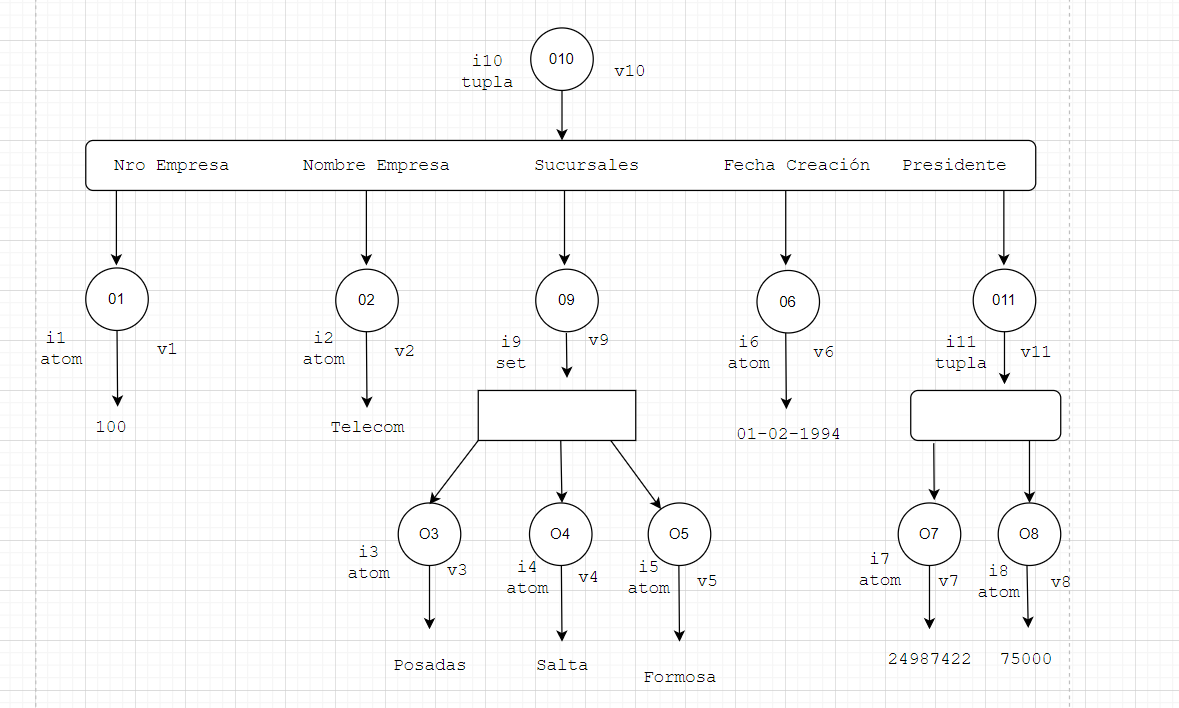 i10
tupla
010
v10
Nro Empresa
Nombre Empresa
Sucursales
Fecha Creación
Presidente
01
i1
atom
v1
100
02
i2
atom
v2
Telecom
09
i9
set
v9
06
i6
atom
v6
01-02-1994
011
i11
tupla
v11
O3
i3
atom
v3
Posadas
O4
i4
atom
v4
Salta
O5
i5
atom
v5
Formosa
O7
i7
atom
v7
24987422
O8
i8
atom
v8
75000